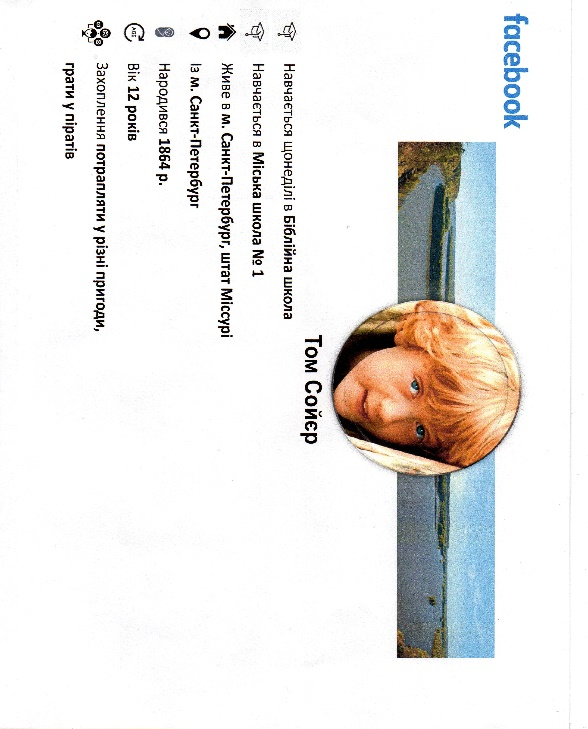 facebook
Том Сойєр
Навчається щонеділі в Біблійна школа
Навчається в Міська школа № 1
Живе в м. Санкт-Петербург, штат Міссурі
Із м. Санкт-Петербург
Народився 1864 р.
AGE
Вік 12 років
Захоплення потрапляти у різні пригоди,
грати у піратів